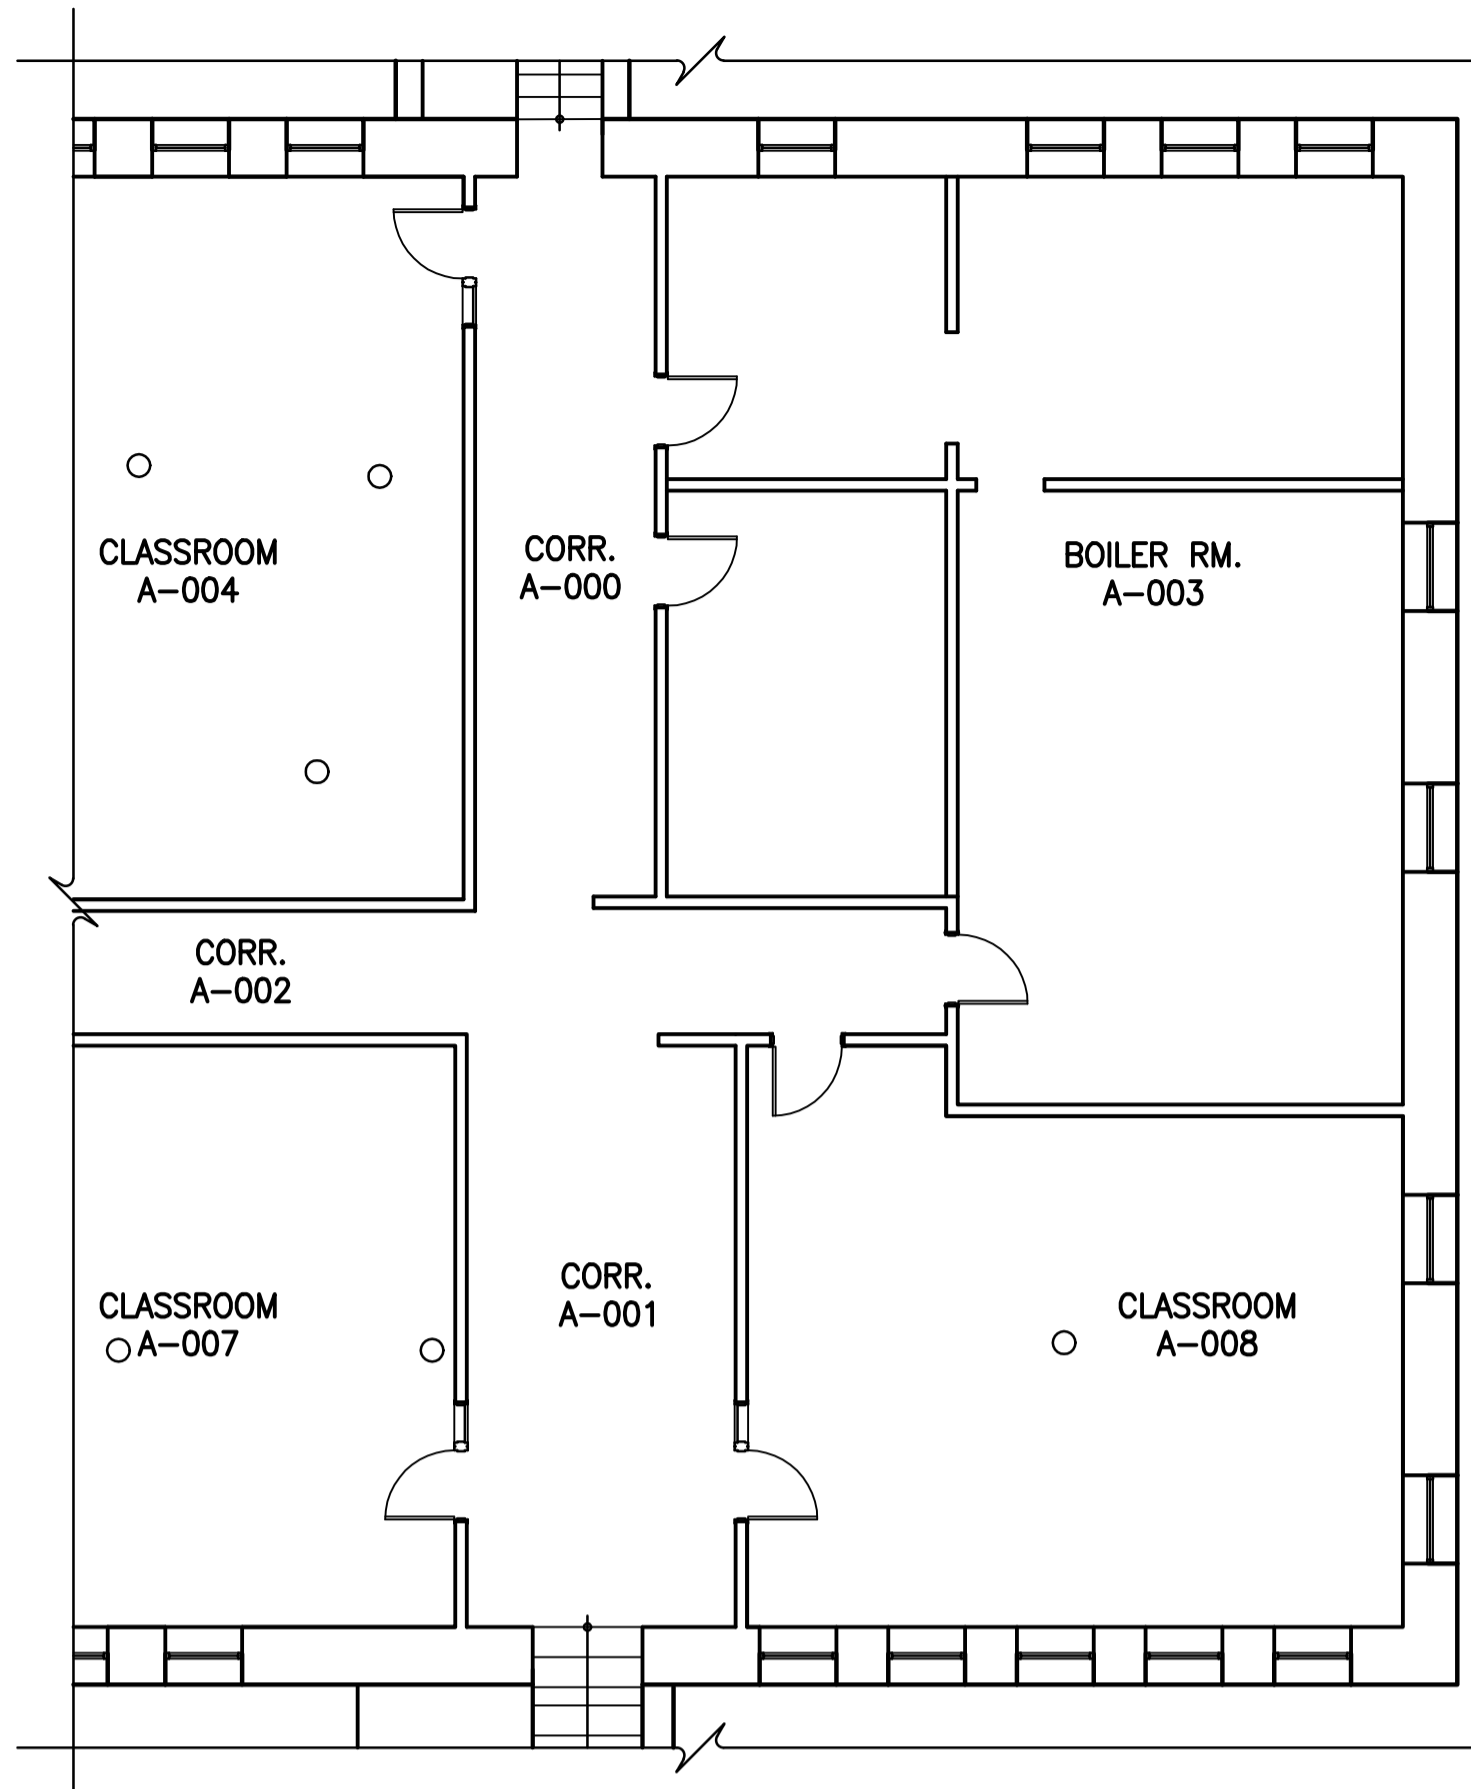 CLASSROOM
A-004
CORR.
A-000
BOILER RM.
A-003
CORR.
A-002
CLASSROOM
A-007
CORR.
A-001
CLASSROOM
A-008